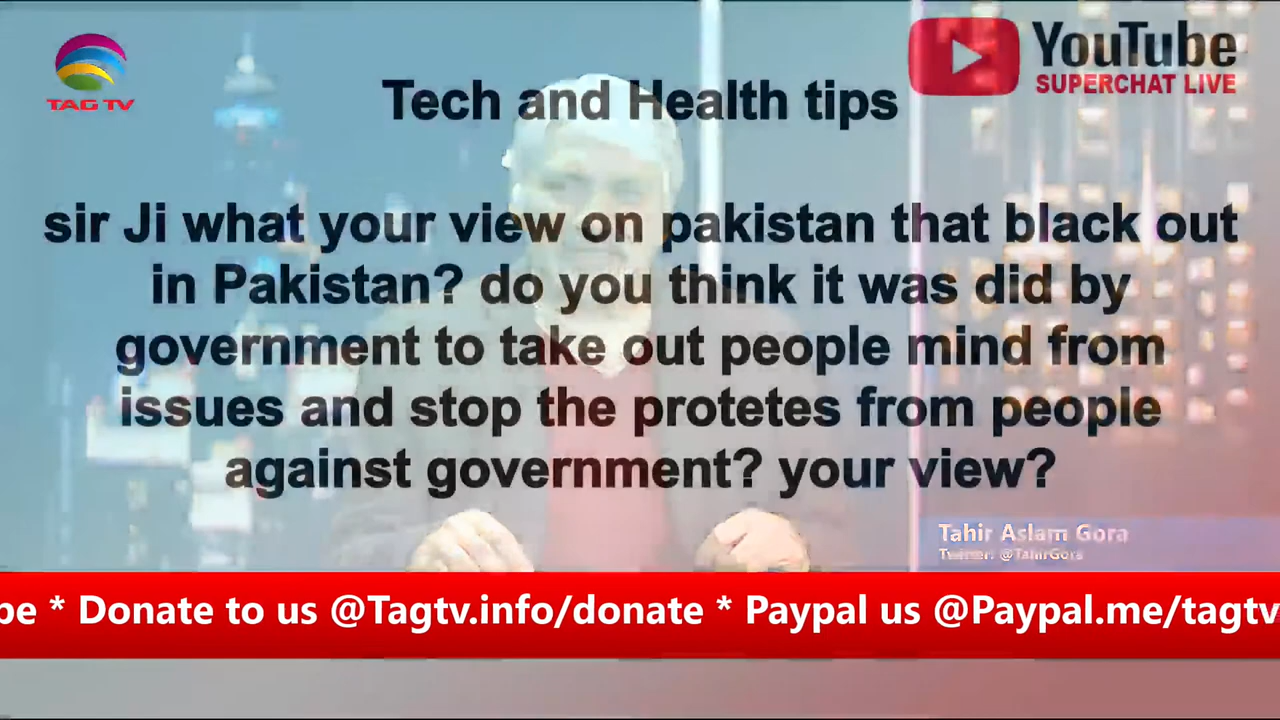 TAG TV
YouTube
SUPERCHAT LIVE
Tech and Health tips
sir Ji what your view on pakistan that black out
in Pakistan? do you think it was did by
government to take out people mind from
issues and stop the protetes from people
against government? your view?
Tahir Aslam Gora
Twitter: @TahirGora
be * Donate to us @Tagtv.info/donate * Paypal us @Paypal.me/tagtv